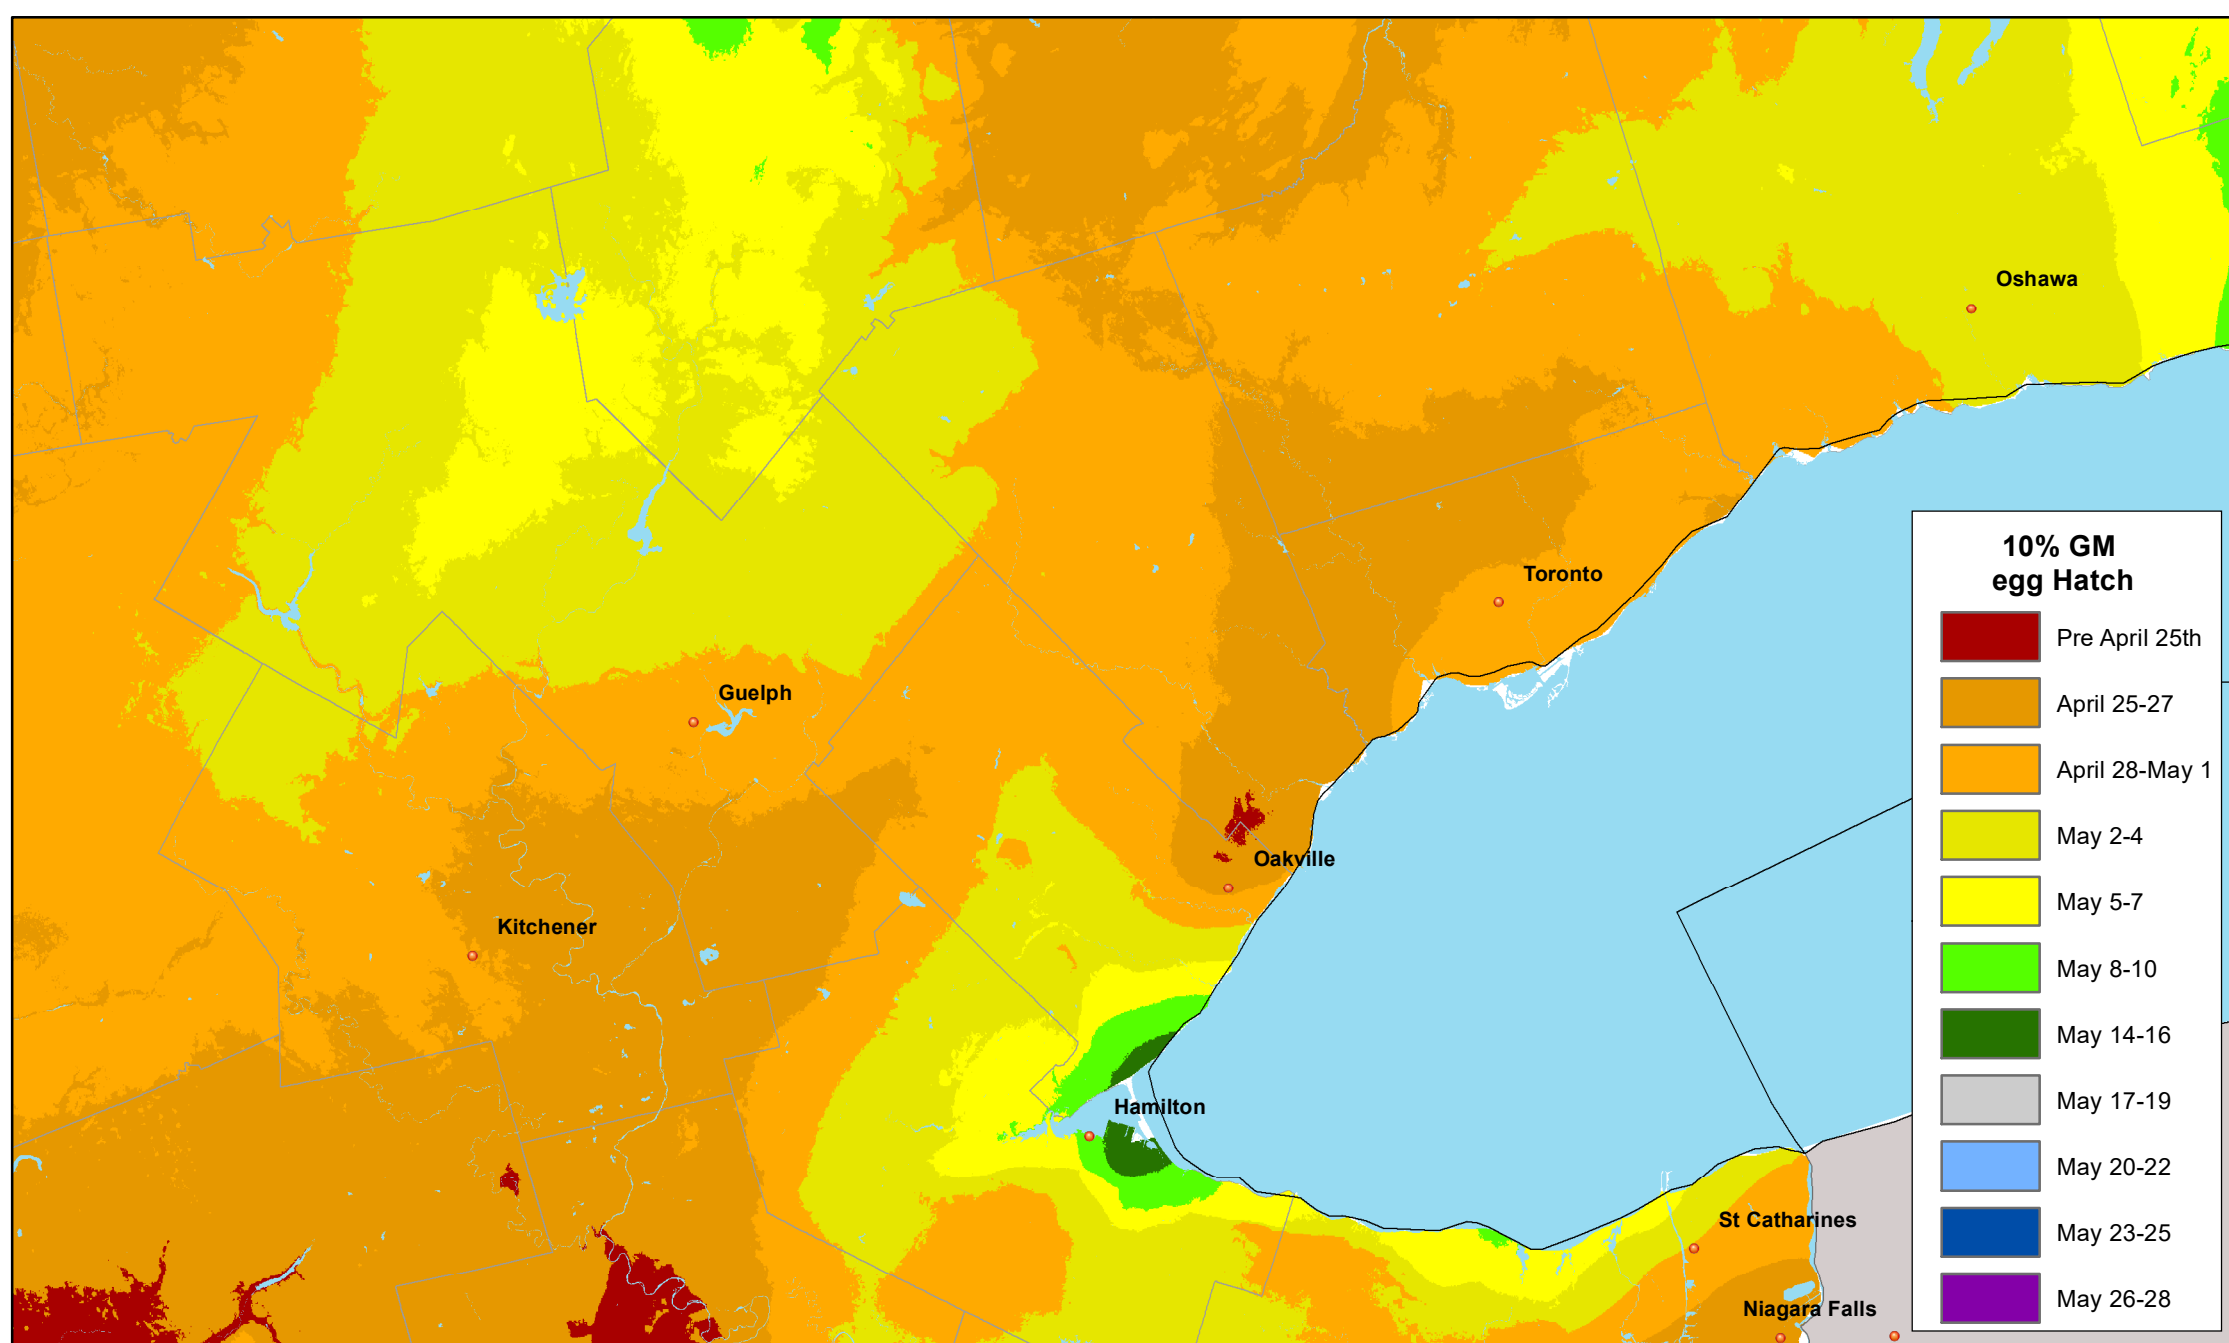 Oshawa
Toronto
Guelph
Oakville
Kitchener
Hamilton
St Catharines
Niagara Falls
10% GM
egg Hatch
Pre April 25th
April 25-27
April 28-May 1
May 2-4
May 5-7
May 8-10
May 14-16
May 17-19
May 20-22
May 23-25
May 26-28